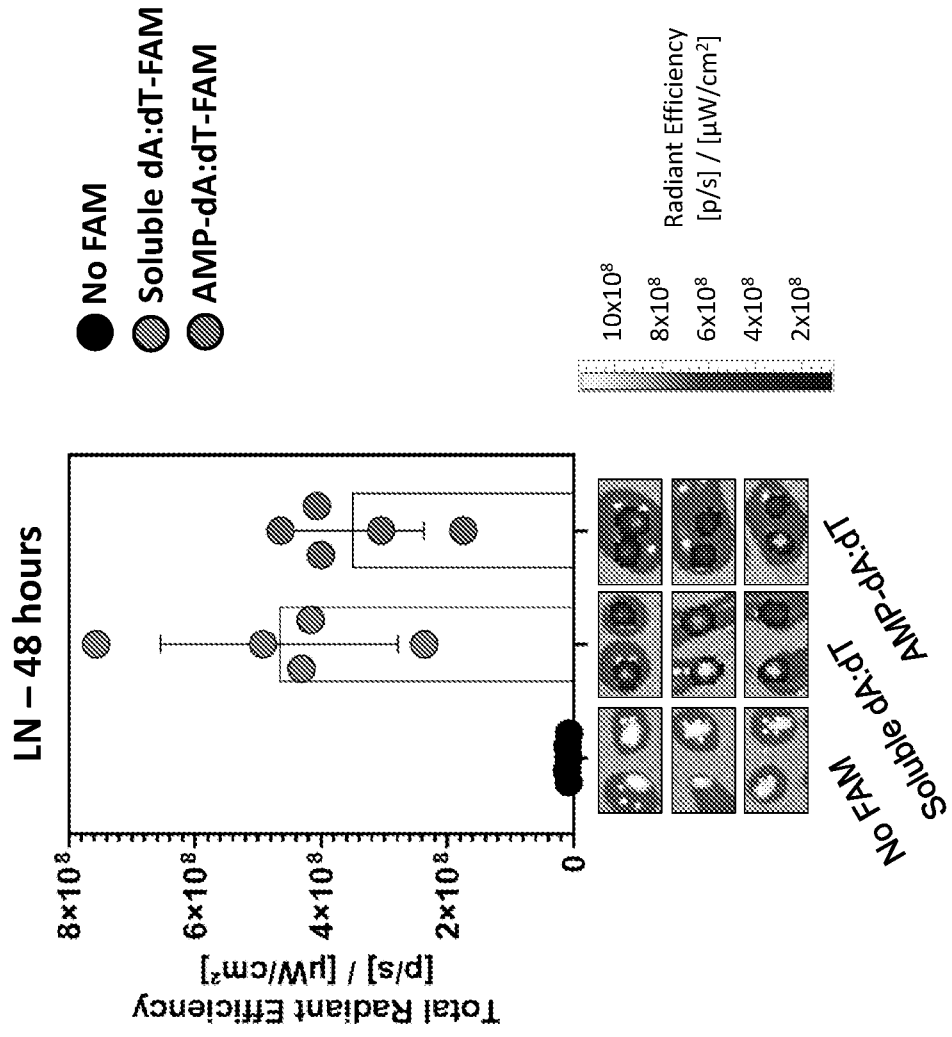 LN – 48 hours
No FAM
Soluble dA:dT-FAM
AMP-dA:dT-FAM
Total Radiant Efficiency
[p/s] / [µW/cm²]
8×10⁸
6×10⁸
4×10⁸
2×10⁸
0
No FAM
Soluble dA:dT
AMP-dA:dT
10x10⁸
8x10⁸
6x10⁸
4x10⁸
2x10⁸
Radiant Efficiency
[p/s] / [µW/cm²]